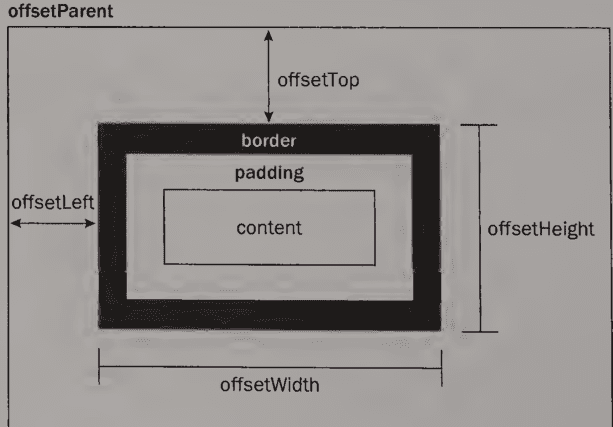 offsetParent
offsetTop
border
padding
offsetLeft
content
offsetHeight
offsetWidth